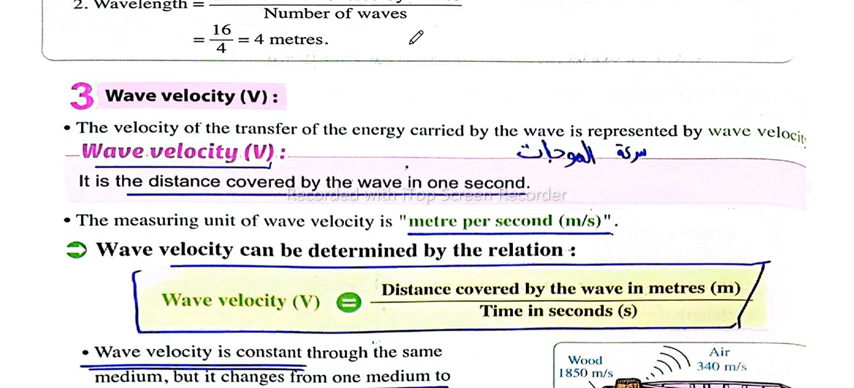 2. Wavelength =
Number of waves
= 16/4 = 4 metres.
3 Wave velocity (V) :
• The velocity of the transfer of the energy carried by the wave is represented by wave velocity
Wave velocity (V) : سرعة الموجات
It is the distance covered by the wave in one second.
Recorded with iTop Screen Recorder
• The measuring unit of wave velocity is "metre per second (m/s)".
Wave velocity can be determined by the relation :
Wave velocity (V) = Distance covered by the wave in metres (m) / Time in seconds (s)
• Wave velocity is constant through the same
medium, but it changes from one medium to
Wood
1850 m/s
Air
340 m/s